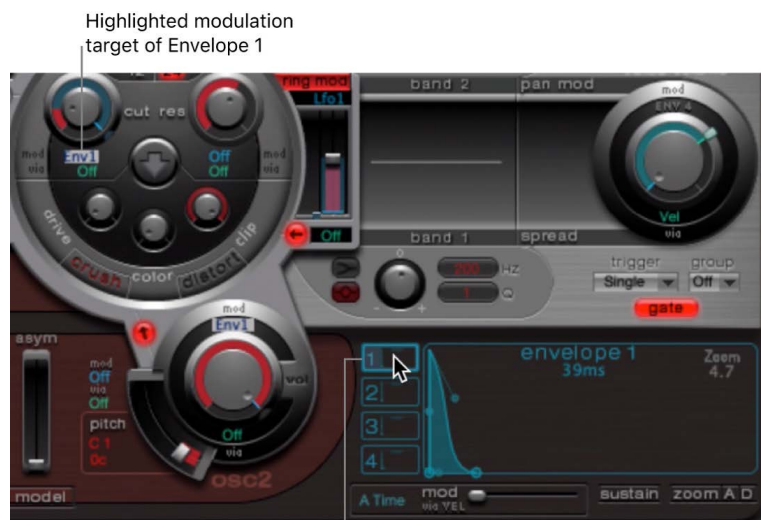 Highlighted modulation
target of Envelope 1
ring mod
Lfo1
band 2
pan mod
mod
ENV 4
cut res
mod
via
Env1
Off
Off
Off
mod
via
Vel
via
drive
clip
crush
color
distort
Off
band 1
spread
0
HZ
1
Q
- +
trigger
group
Single
Off
gate
mod
Env1
asym
mod
Off
via
Off
vol
pitch
C 1
0c
Off
via
osc2
model
1
2
3
4
envelope 1
39ms
Zoom
4.7
A Time
mod
via VEL
sustain
zoom A D